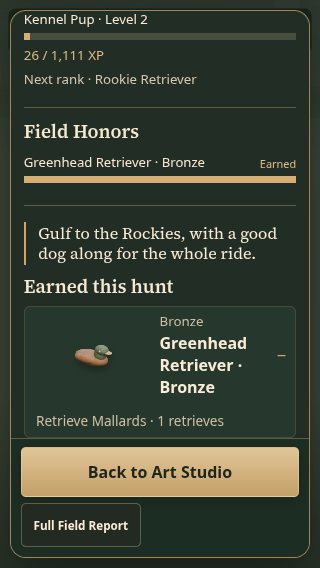 Kennel Pup · Level 2
26 / 1,111 XP
Next rank · Rookie Retriever
Field Honors
Greenhead Retriever · Bronze
Earned
Gulf to the Rockies, with a good
dog along for the whole ride.
Earned this hunt
Bronze
Greenhead
Retriever ·
Bronze
–
Retrieve Mallards · 1 retrieves
Back to Art Studio
Full Field Report